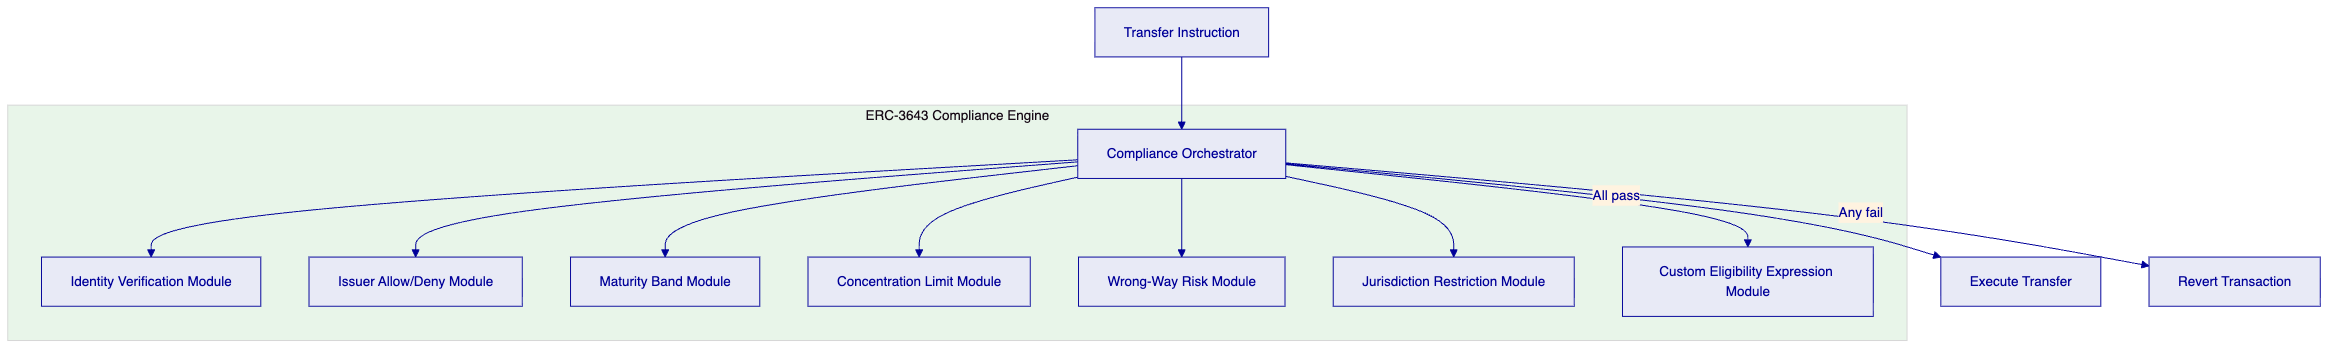 Transfer Instruction
ERC-3643 Compliance Engine
Compliance Orchestrator
All pass
Any fail
Identity Verification Module
Issuer Allow/Deny Module
Maturity Band Module
Concentration Limit Module
Wrong-Way Risk Module
Jurisdiction Restriction Module
Custom Eligibility Expression
Module
Execute Transfer
Revert Transaction